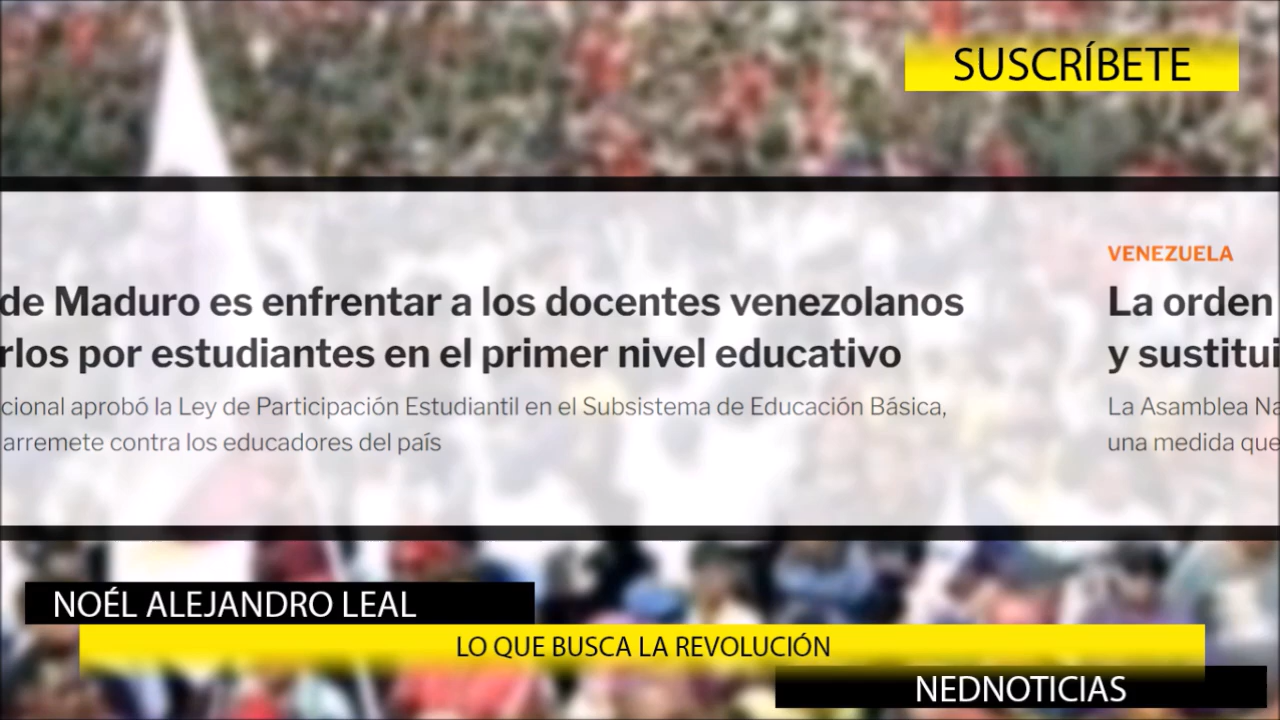 SUSCRÍBETE
de Maduro es enfrentar a los docentes venezolanos
rlos por estudiantes en el primer nivel educativo
cional aprobó la Ley de Participación Estudiantil en el Subsistema de Educación Básica,
arremete contra los educadores del país
VENEZUELA
La orden
y sustitui
La Asamblea Na
una medida que
NOÉL ALEJANDRO LEAL
LO QUE BUSCA LA REVOLUCIÓN
NEDNOTICIAS